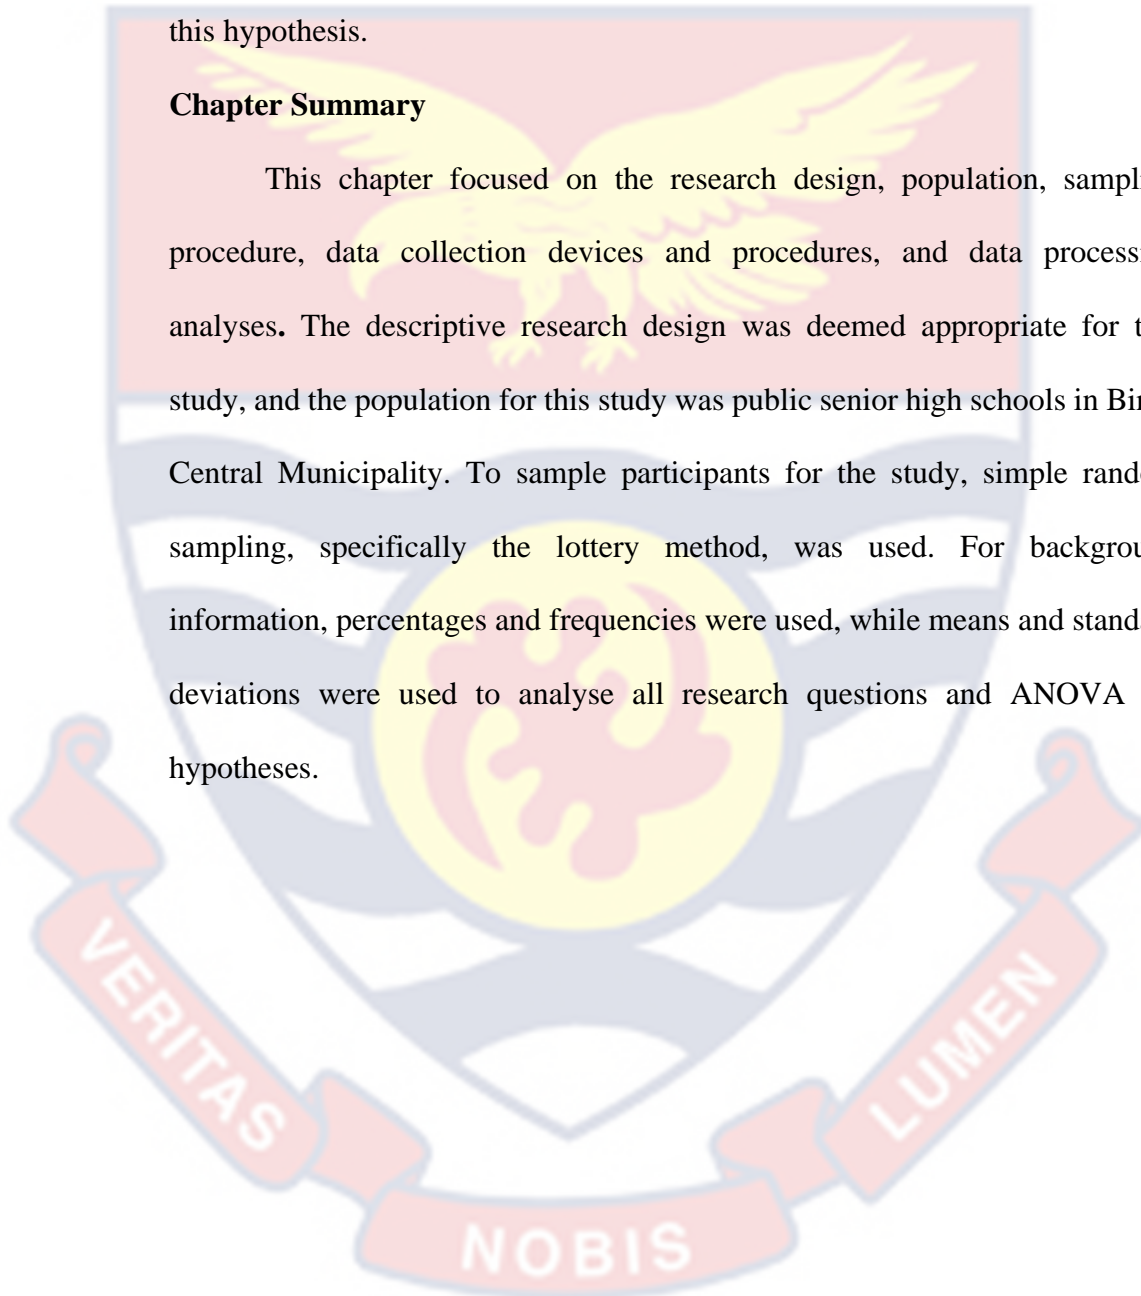 this hypothesis.
Chapter Summary
This chapter focused on the research design, population, sampli
procedure, data collection devices and procedures, and data processi
analyses. The descriptive research design was deemed appropriate for t
study, and the population for this study was public senior high schools in Bir
Central Municipality. To sample participants for the study, simple rando
sampling, specifically the lottery method, was used. For backgrou
information, percentages and frequencies were used, while means and standa
deviations were used to analyse all research questions and ANOVA
hypotheses.
VERITAS
NOBIS
LUMEN